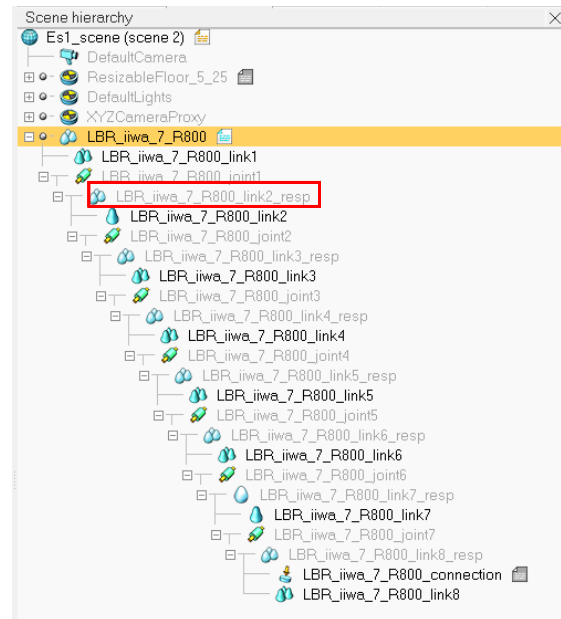 Scene hierarchy
Es1_scene (scene 2)
DefaultCamera
ResizableFloor_5_25
DefaultLights
XYZCameraProxy
LBR_iiwa_7_R800
LBR_iiwa_7_R800_link1
LBR_iiwa_7_R800_joint1
LBR_iiwa_7_R800_link2_resp
LBR_iiwa_7_R800_link2
LBR_iiwa_7_R800_joint2
LBR_iiwa_7_R800_link3_resp
LBR_iiwa_7_R800_link3
LBR_iiwa_7_R800_joint3
LBR_iiwa_7_R800_link4_resp
LBR_iiwa_7_R800_link4
LBR_iiwa_7_R800_joint4
LBR_iiwa_7_R800_link5_resp
LBR_iiwa_7_R800_link5
LBR_iiwa_7_R800_joint5
LBR_iiwa_7_R800_link6_resp
LBR_iiwa_7_R800_link6
LBR_iiwa_7_R800_joint6
LBR_iiwa_7_R800_link7_resp
LBR_iiwa_7_R800_link7
LBR_iiwa_7_R800_joint7
LBR_iiwa_7_R800_link8_resp
LBR_iiwa_7_R800_connection
LBR_iiwa_7_R800_link8